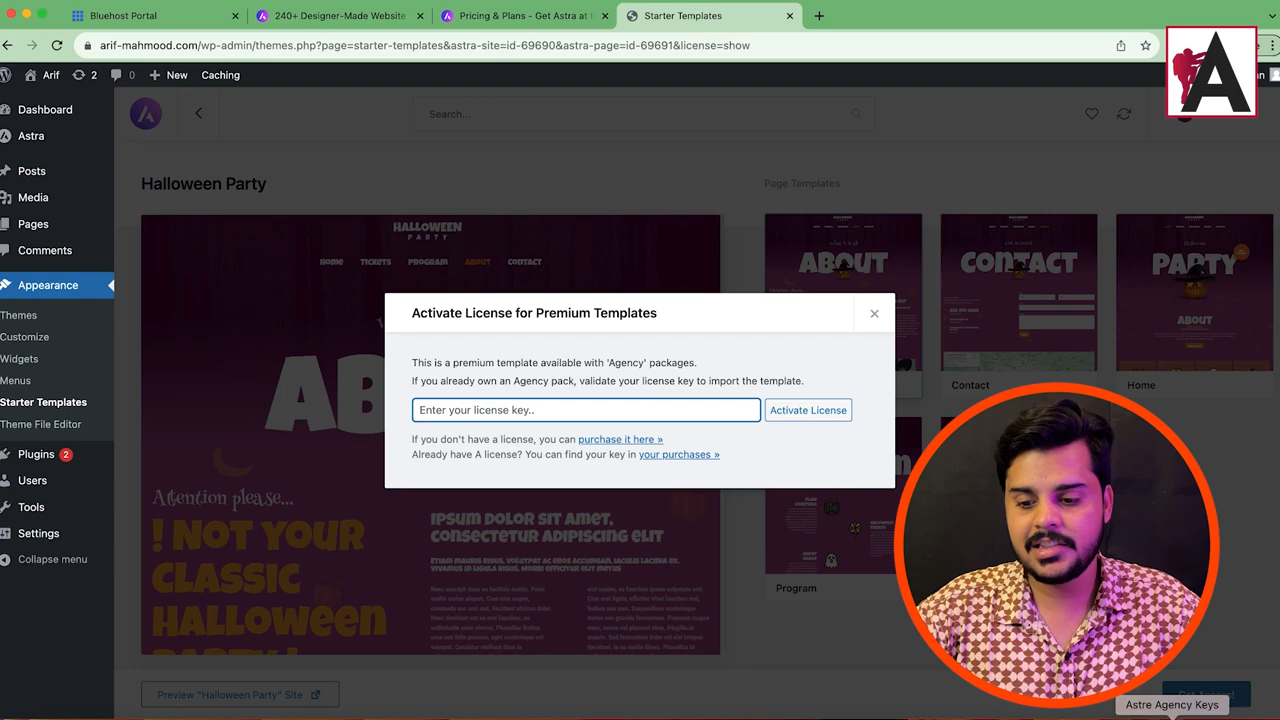 Bluehost Portal
240+ Designer-Made Website
Pricing & Plans - Get Astra at t
Starter Templates
arif-mahmood.com/wp-admin/themes.php?page=starter-templates&astra-site=id-69690&astra-page=id-69691&license=show
Arif
2
0
New
Caching
A
Dashboard
Astra
Posts
Media
Pages
Comments
Appearance
Themes
Customize
Widgets
Menus
Starter Templates
Theme File Editor
Plugins 2
Users
Tools
Settings
Collapse menu
Search...
Halloween Party
Page Templates
HALLOWEEN
PARTY
HOME TICKETS PROGRAM ABOUT CONTACT
Attention please...
! NOT YOUR
CLASSIC
HALLOWEEN
PARTY !
IPSUM DOLOR SIT AMET,
CONSECTETUR ADIPISCING ELIT
ABOUT
CONTACT
PARTY
ABOUT
Contact
Home
Program
Activate License for Premium Templates
This is a premium template available with 'Agency' packages.
If you already own an Agency pack, validate your license key to import the template.
Enter your license key..
Activate License
If you don't have a license, you can purchase it here »
Already have A license? You can find your key in your purchases »
Preview "Halloween Party" Site
Astre Agency Keys